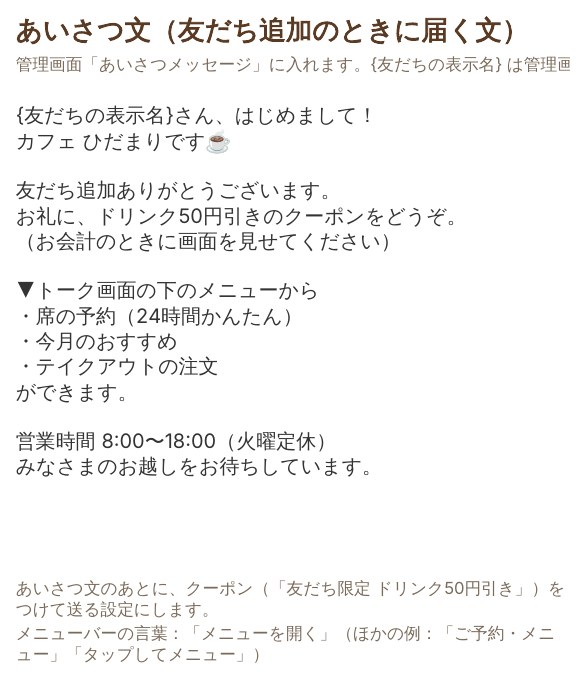 あいさつ文（友だち追加のときに届く文）
管理画面「あいさつメッセージ」に入れます。{友だちの表示名} は管理画
{友だちの表示名}さん、はじめまして！
カフェ ひだまりです☕
友だち追加ありがとうございます。
お礼に、ドリンク50円引きのクーポンをどうぞ。
（お会計のときに画面を見せてください）
▼トーク画面の下のメニューから
・席の予約（24時間かんたん）
・今月のおすすめ
・テイクアウトの注文
ができます。
営業時間 8:00〜18:00（火曜定休）
みなさまのお越しをお待ちしています。
あいさつ文のあとに、クーポン（「友だち限定 ドリンク50円引き」）を
つけて送る設定にします。
メニューバーの言葉：「メニューを開く」（ほかの例：「ご予約・メニ
ュー」「タップしてメニュー」）